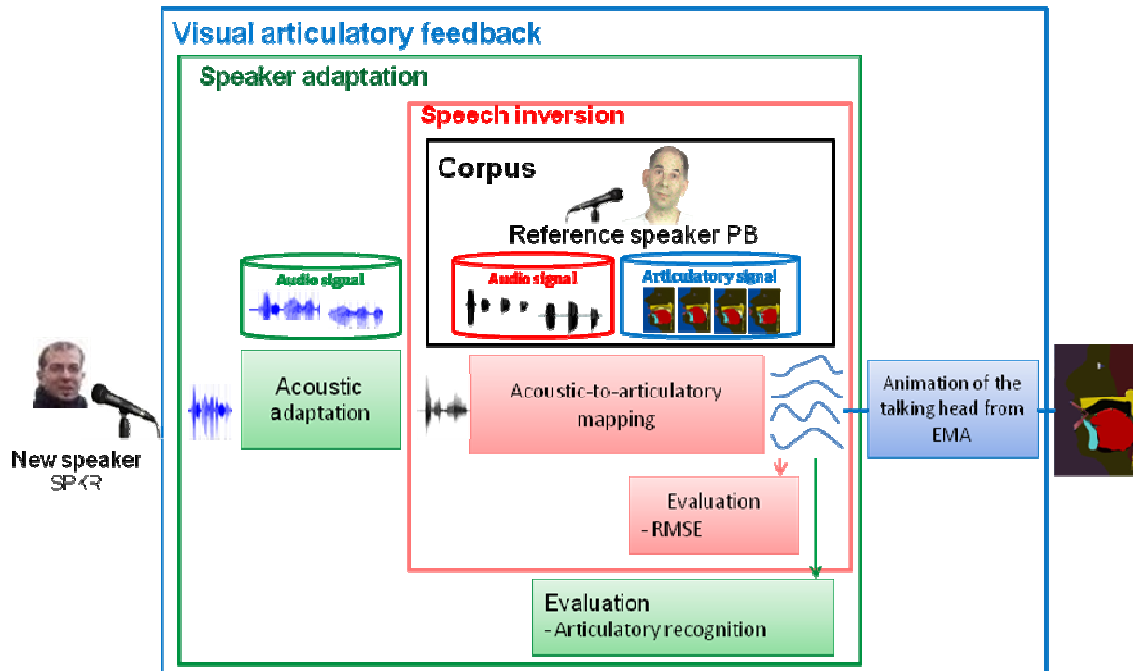 Visual articulatory feedback
Speaker adaptation
Speech inversion
Corpus
Reference speaker PB
Audio signal
Audio signal
Articulatory signal
Acoustic
adaptation
Acoustic-to-articulatory
mapping
Animation of the
talking head from
EMA
New speaker
SPKR
Evaluation
- RMSE
Evaluation
- Articulatory recognition